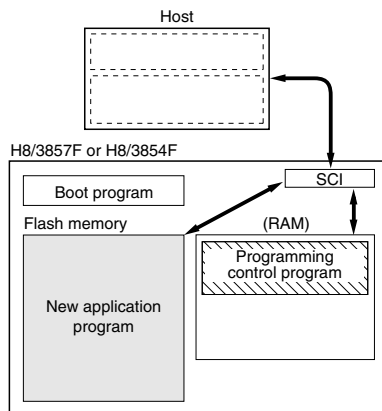 Host
H8/3857F or H8/3854F
SCI
Boot program
Flash memory
(RAM)
Programming
control program
New application
program